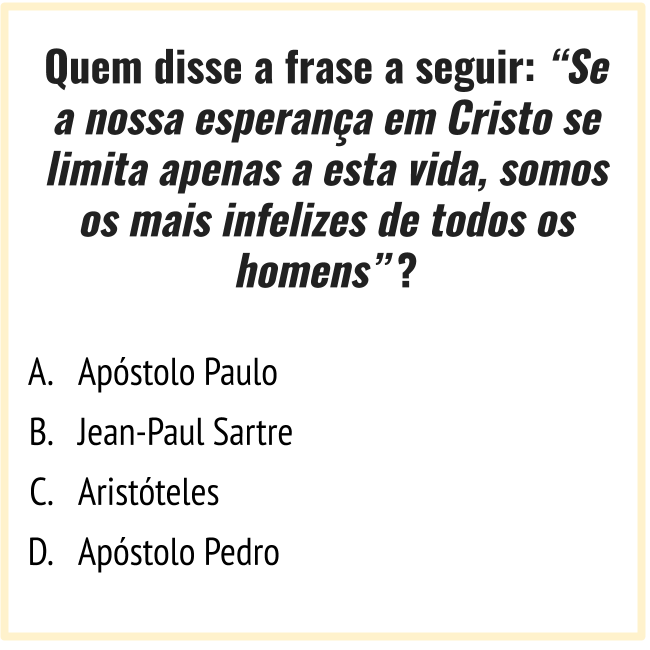 Quem disse a frase a seguir: “Se
a nossa esperança em Cristo se
limita apenas a esta vida, somos
os mais infelizes de todos os
homens”?
A. Apóstolo Paulo
B. Jean-Paul Sartre
C. Aristóteles
D. Apóstolo Pedro